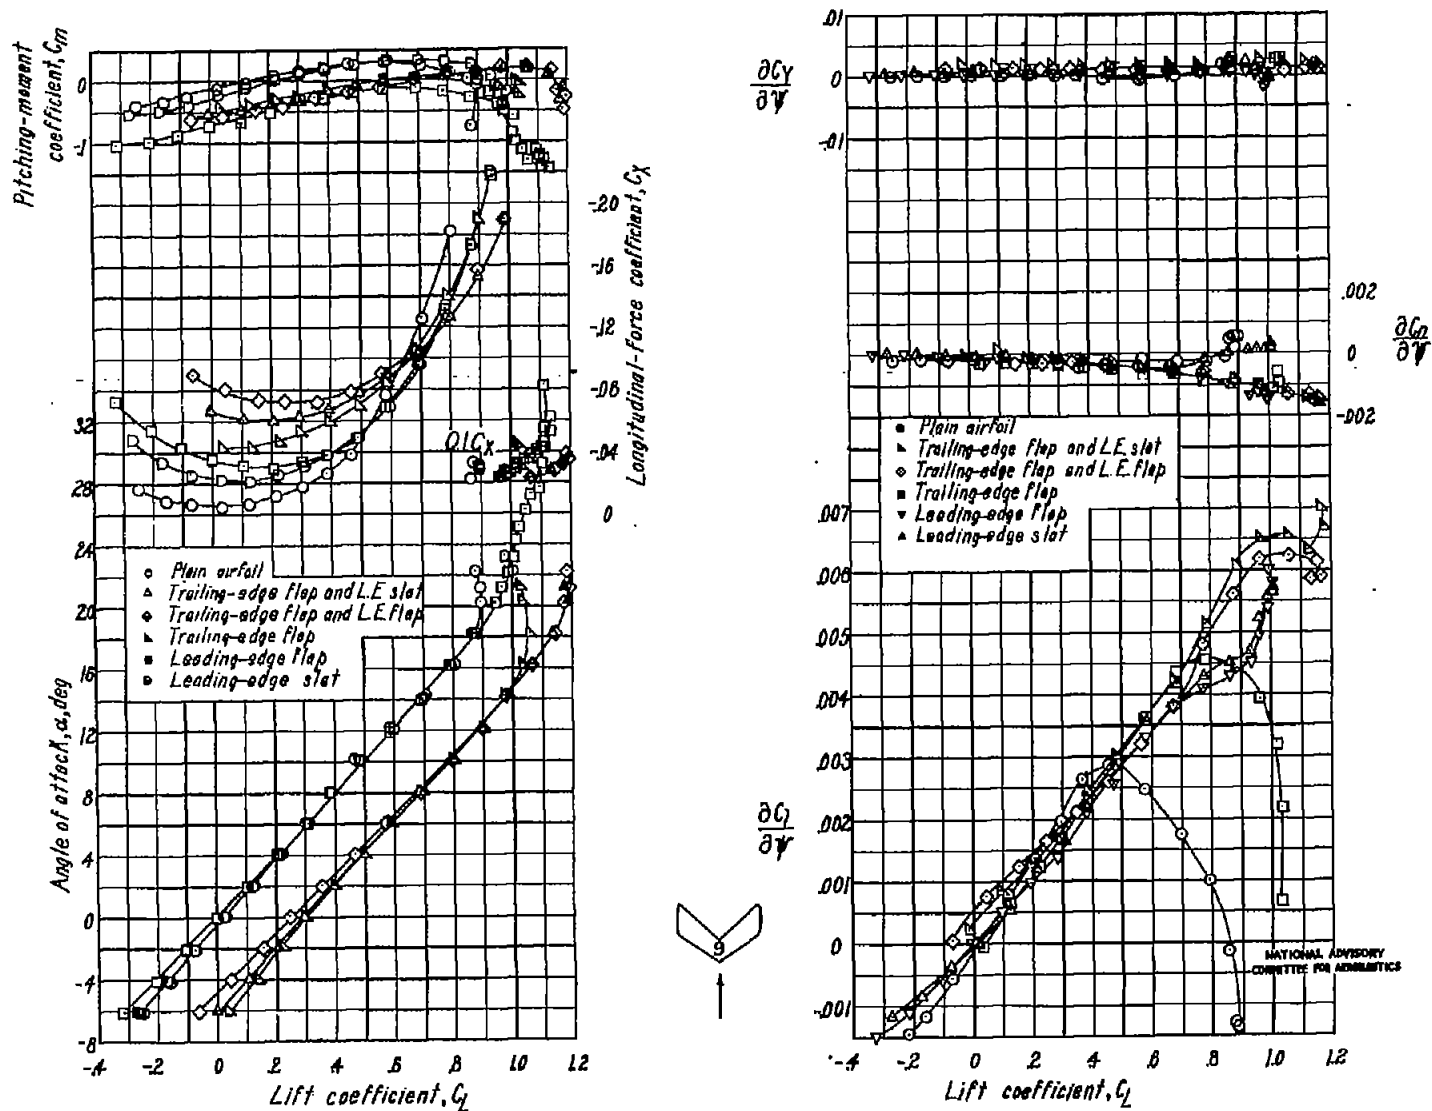 Pitching-moment
coefficient, Cm
0
-.1
Longitudinal-force coefficient, Cx
-.20
-.16
-.12
-.08
-.04
0
0.1Cx
Angle of attack, α, deg
32
28
24
20
16
12
8
4
0
-4
-8
Plain airfoil
Trailing-edge flap and L.E. slat
Trailing-edge flap and L.E. flap
Trailing-edge flap
Leading-edge flap
Leading-edge slat
-.4 -.2 0 .2 .4 .6 .8 1.0 1.2
Lift coefficient, CL
9
∂CY
∂ψ
.01
0
-.01
∂Cn
∂ψ
.002
0
-.002
Plain airfoil
Trailing-edge flap and L.E. slat
Trailing-edge flap and L.E. flap
Trailing-edge flap
Leading-edge flap
Leading-edge slat
∂Cl
∂ψ
.007
.006
.005
.004
.003
.002
.001
0
-.001
NATIONAL ADVISORY
COMMITTEE FOR AERONAUTICS
-.4 -.2 0 .2 .4 .6 .8 1.0 1.2
Lift coefficient, CL